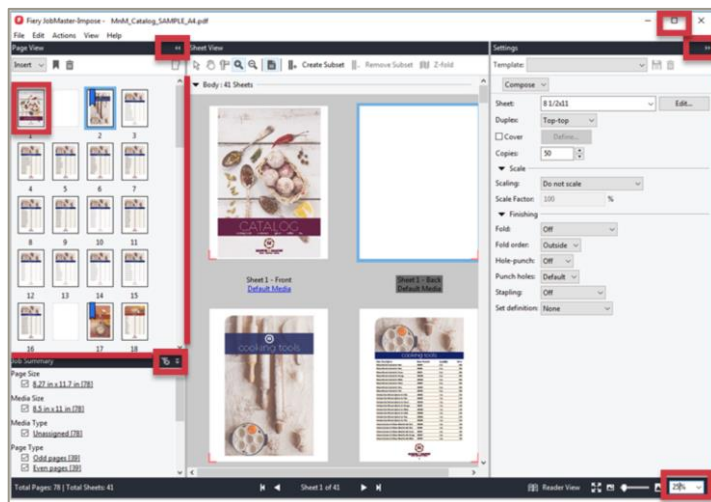 Fiery JobMaster-Impose - MnM_Catalog_SAMPLE_A4.pdf
File Edit Actions View Help
Page View
Sheet View
Settings
Insert
Create Subset
Remove Subset
Z-fold
Template:
Body : 41 Sheets
Compose
Sheet: 8 1/2x11 Edit...
Duplex: Top-top
Cover Define...
Copies: 50
Scale
Scaling: Do not scale
Scale Factor: 100 %
Finishing
Fold: Off
Fold order: Outside
Hole-punch: Off
Punch holes: Default
Stapling: Off
Set definition: None
1 2 3
4 5 6 7
8 9 10 11
12 13 14 15
16 17 18
CATALOG
Sheet 1 - Front
Default Media
Sheet 1 - Back
Default Media
cooking tools
cooking tools
Job Summary
Page Size
8.27 in x 11.7 in [78]
Media Size
8.5 in x 11 in [78]
Media Type
Unassigned [78]
Page Type
Odd pages [39]
Even pages [39]
Total Pages: 78 | Total Sheets: 41
Sheet 1 of 41
Reader View
25%